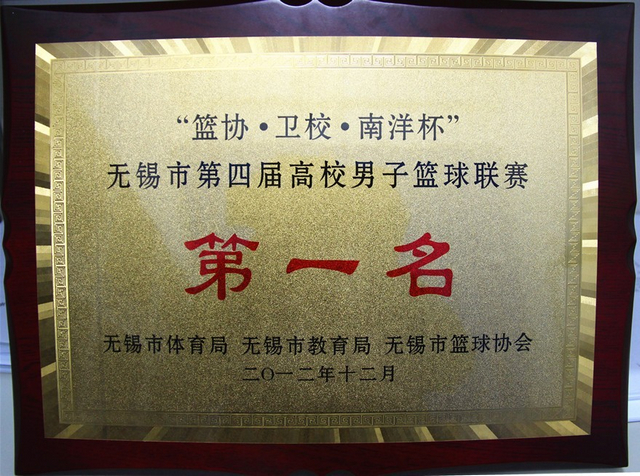 “篮协·卫校·南洋杯”
无锡市第四届高校男子篮球联赛
第一名
无锡市体育局 无锡市教育局 无锡市篮球协会
二〇一二年十二月